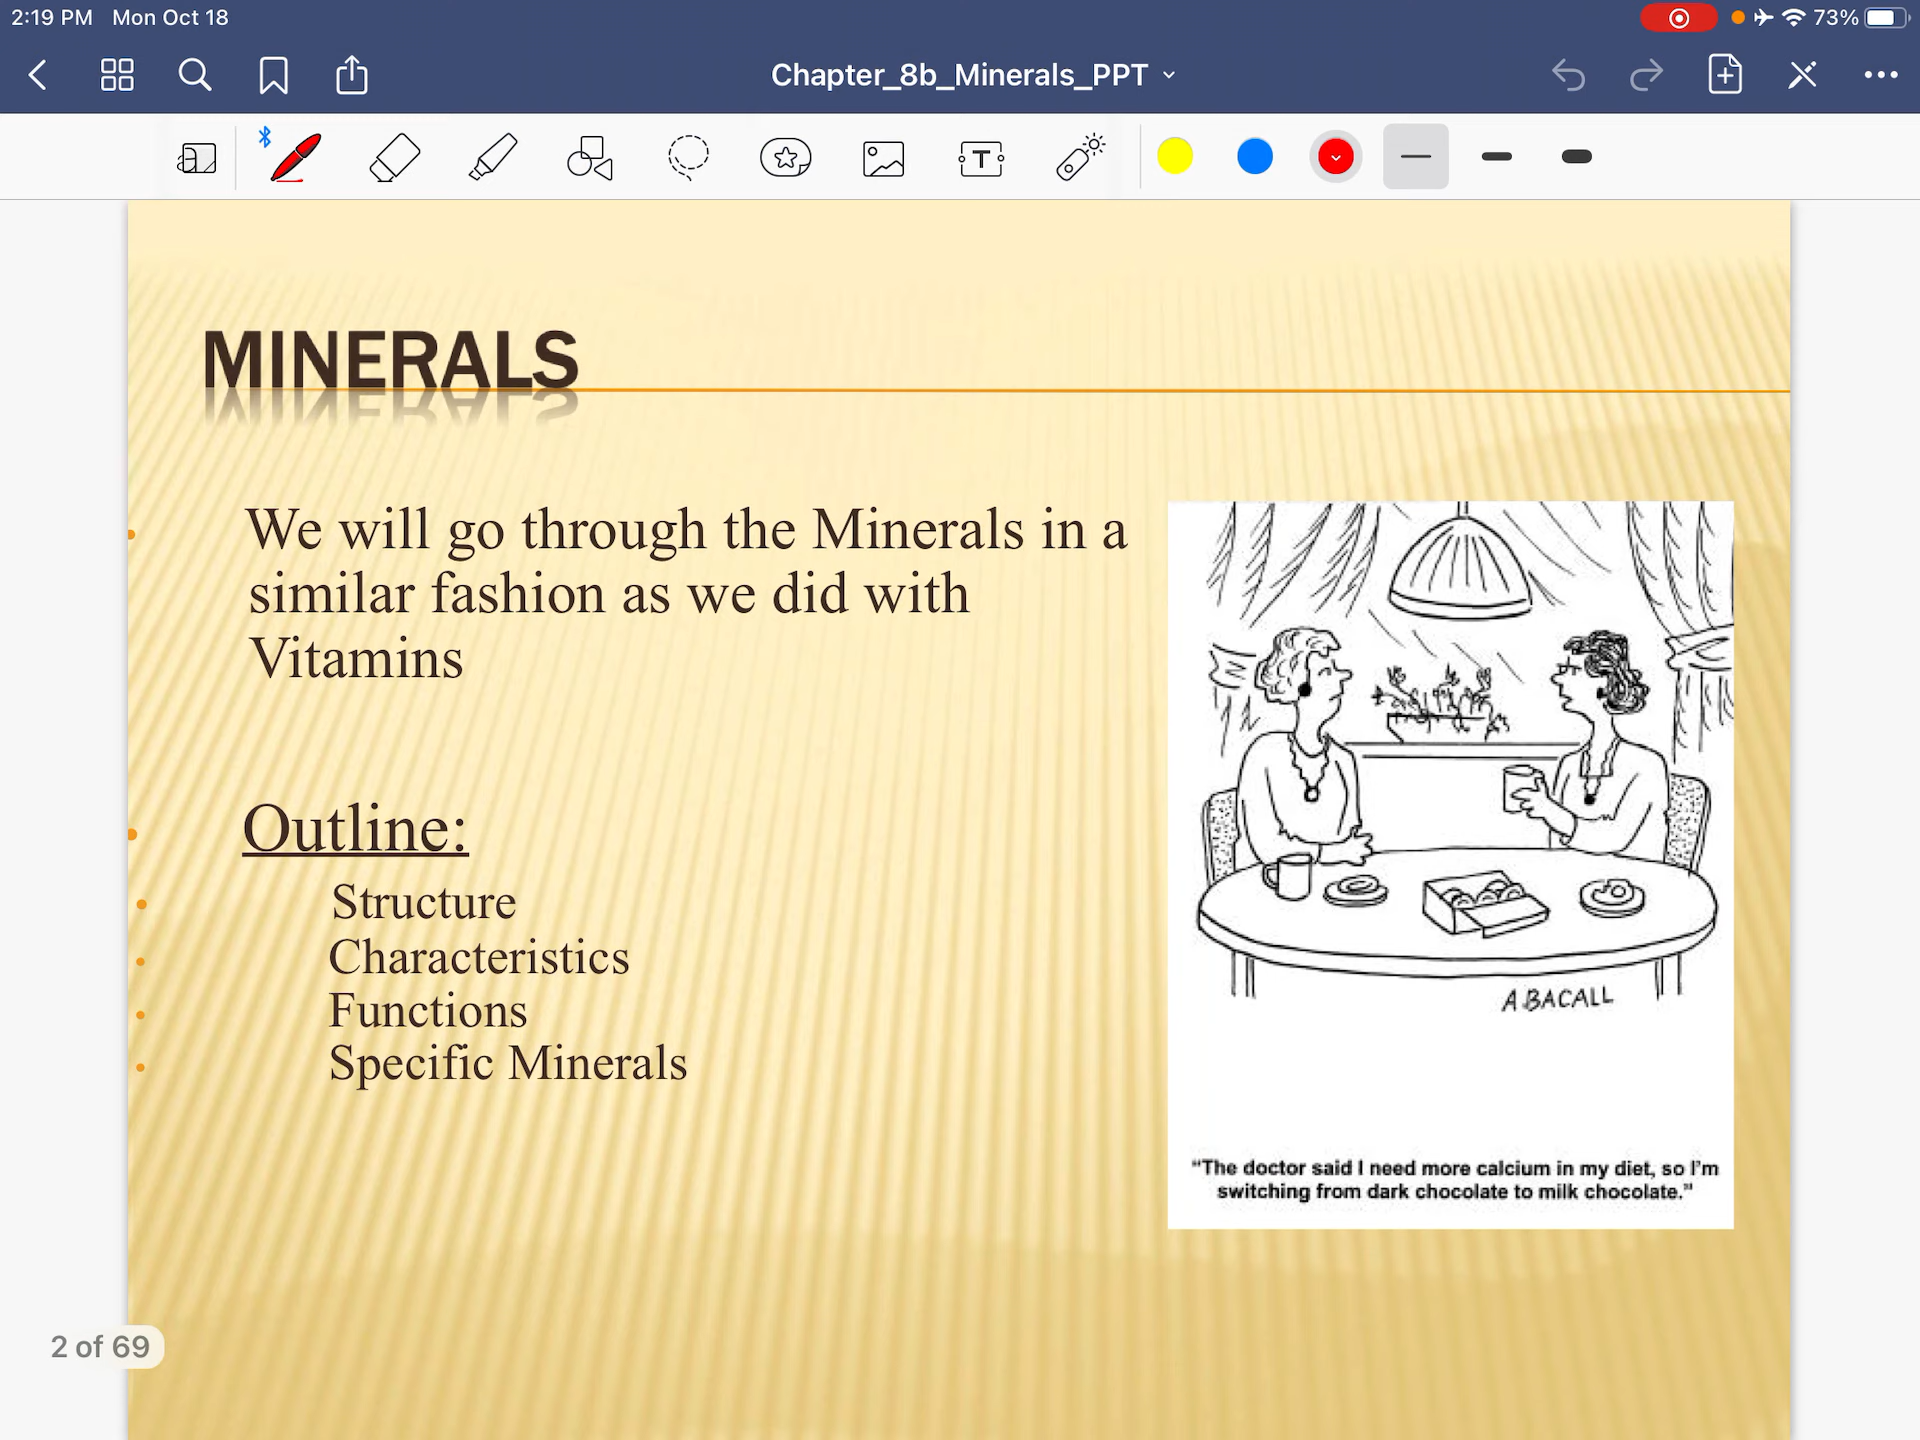 2:19 PM Mon Oct 18
73%
Chapter_8b_Minerals_PPT
T
MINERALS
We will go through the Minerals in a
similar fashion as we did with
Vitamins
Outline:
Structure
Characteristics
Functions
Specific Minerals
A BACALL
"The doctor said I need more calcium in my diet, so I'm
switching from dark chocolate to milk chocolate."
2 of 69